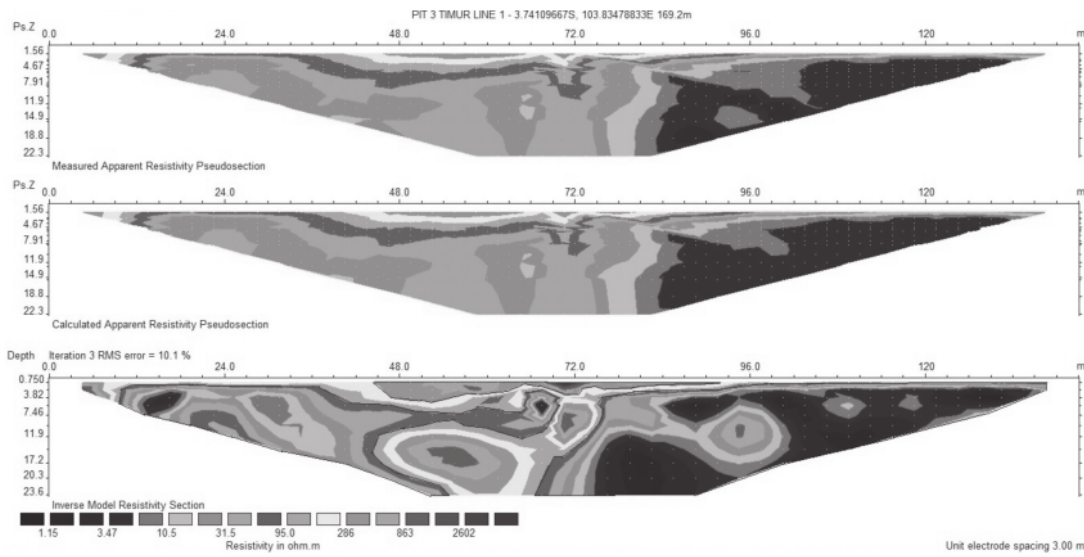 PIT 3 TIMUR LINE 1 - 3.74109667S, 103.83478833E 169.2m
Ps.Z 0.0 24.0 48.0 72.0 96.0 120 m
1.56
4.67
7.91
11.9
14.9
18.8
22.3
Measured Apparent Resistivity Pseudosection
Ps.Z 0.0 24.0 48.0 72.0 96.0 120 m
1.56
4.67
7.91
11.9
14.9
18.8
22.3
Calculated Apparent Resistivity Pseudosection
Depth Iteration 3 RMS error = 10.1 %
0.0 24.0 48.0 72.0 96.0 120 m
0.750
3.82
7.46
11.9
17.2
20.3
23.6
Inverse Model Resistivity Section
1.15 3.47 10.5 31.5 95.0 286 863 2602
Resistivity in ohm.m
Unit electrode spacing 3.00 m